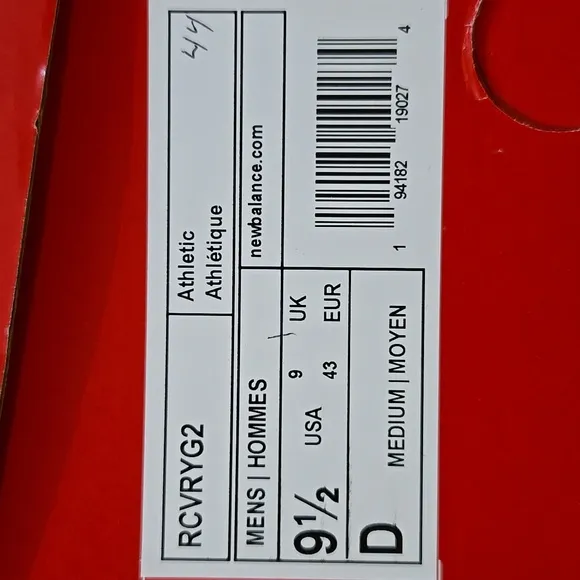 RCVRYG2
Athletic
Athlétique
44
MENS | HOMMES
newbalance.com
9½ USA
9 UK
43 EUR
D
MEDIUM | MOYEN
1 94182 19027 4